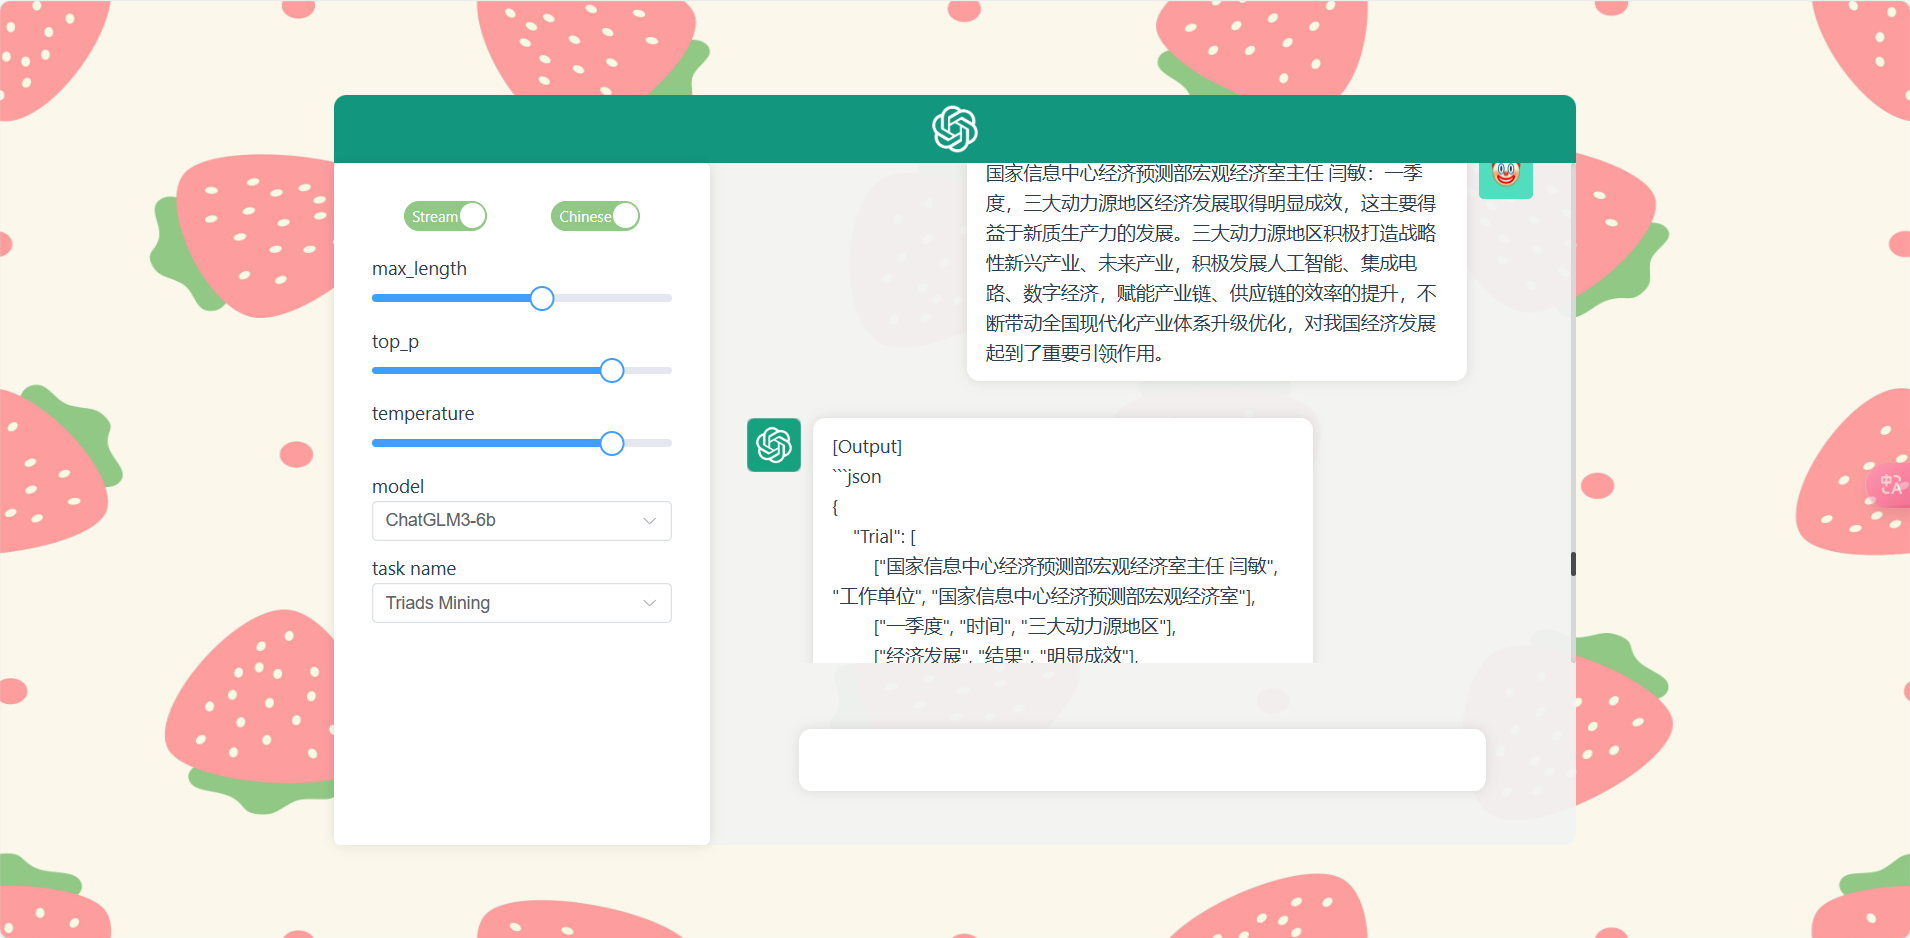 Stream
Chinese
max_length
top_p
temperature
model
ChatGLM3-6b
task name
Triads Mining
国家信息中心经济预测部宏观经济室主任 闫敏：一季
度，三大动力源地区经济发展取得明显成效，这主要得
益于新质生产力的发展。三大动力源地区积极打造战略
性新兴产业、未来产业，积极发展人工智能、集成电
路、数字经济，赋能产业链、供应链的效率的提升，不
断带动全国现代化产业体系升级优化，对我国经济发展
起到了重要引领作用。
[Output]
```json
{
"Trial": [
["国家信息中心经济预测部宏观经济室主任 闫敏",
"工作单位", "国家信息中心经济预测部宏观经济室"],
["一季度", "时间", "三大动力源地区"],
["经济发展", "结果", "明显成效"],
中
A